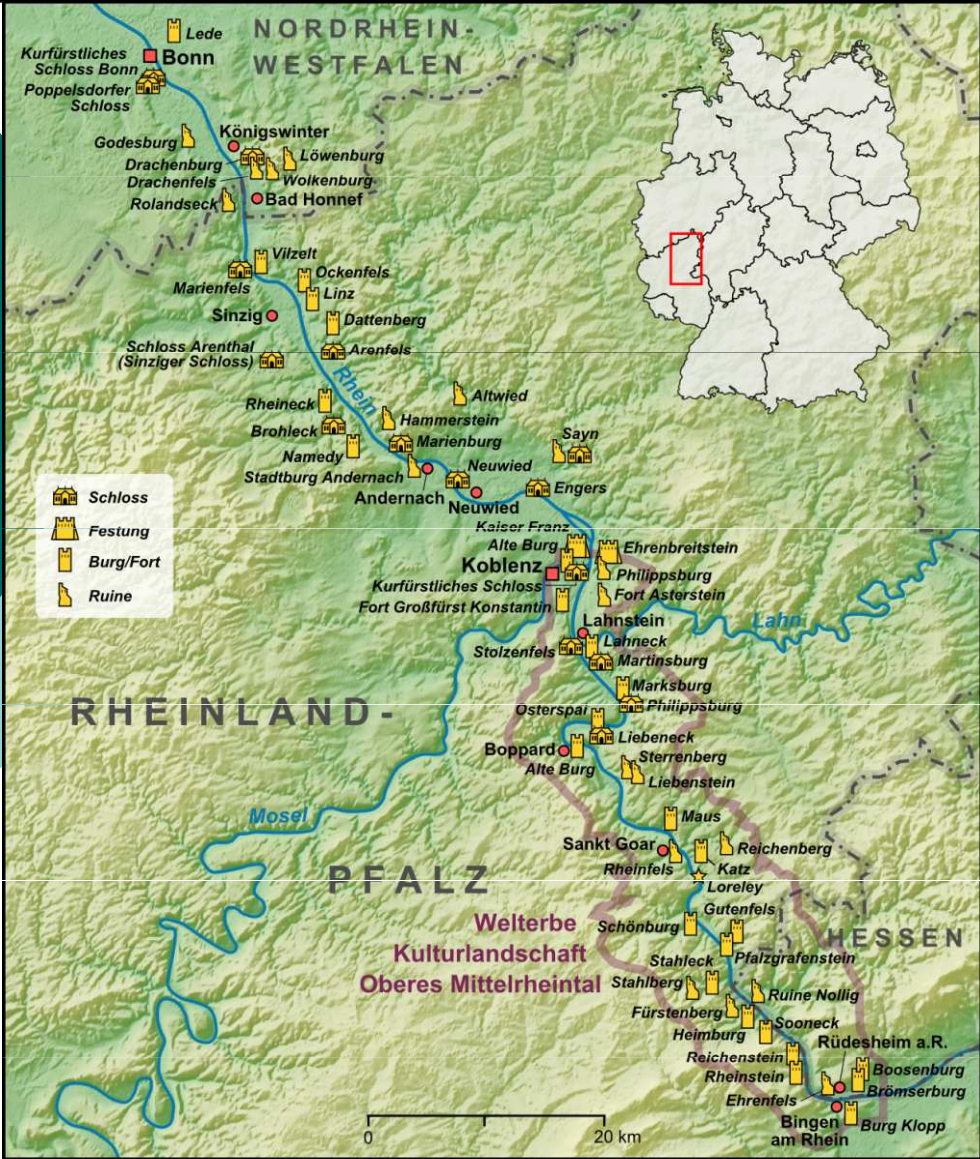 NORDRHEIN-
WESTFALEN
Lede
Kurfürstliches
Schloss Bonn
Bonn
Poppelsdorfer
Schloss
Godesburg
Königswinter
Drachenburg
Löwenburg
Drachenfels
Wolkenburg
Rolandseck
Bad Honnef
Vilzelt
Marienfels
Ockenfels
Linz
Sinzig
Dattenberg
Schloss Arenthal
(Sinziger Schloss)
Arenfels
Rhein
Rheineck
Altwied
Hammerstein
Brohleck
Marienburg
Sayn
Namedy
Neuwied
Stadtburg Andernach
Andernach
Engers
Neuwied
Schloss
Festung
Burg/Fort
Ruine
Kaiser Franz
Alte Burg
Ehrenbreitstein
Koblenz
Philippsburg
Kurfürstliches Schloss
Fort Asterstein
Fort Großfürst Konstantin
Lahnstein
Lahn
Lahneck
Stolzenfels
Martinsburg
Marksburg
RHEINLAND-
Osterspai
Philippsburg
Liebeneck
Boppard
Sterrenberg
Alte Burg
Liebenstein
Mosel
Maus
Sankt Goar
Reichenberg
Rheinfels
Katz
PFALZ
Loreley
Gutenfels
Schönburg
Welterbe
Kulturlandschaft
Oberes Mittelrheintal
HESSEN
Pfalzgrafenstein
Stahleck
Stahlberg
Ruine Nollig
Fürstenberg
Sooneck
Heimburg
Rüdesheim a.R.
Reichenstein
Boosenburg
Rheinstein
Brömserburg
Ehrenfels
Bingen
am Rhein
Burg Klopp
0
20 km